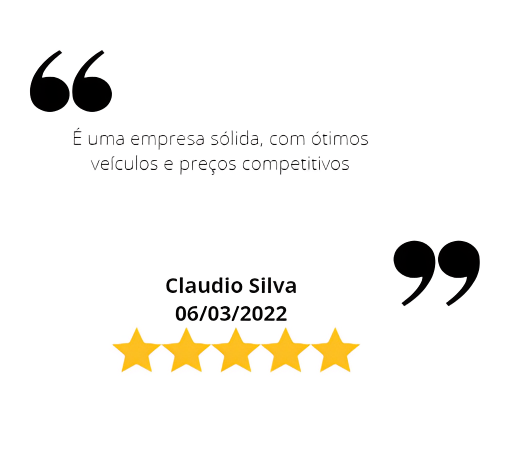 “
É uma empresa sólida, com ótimos
veículos e preços competitivos
”
Claudio Silva
06/03/2022